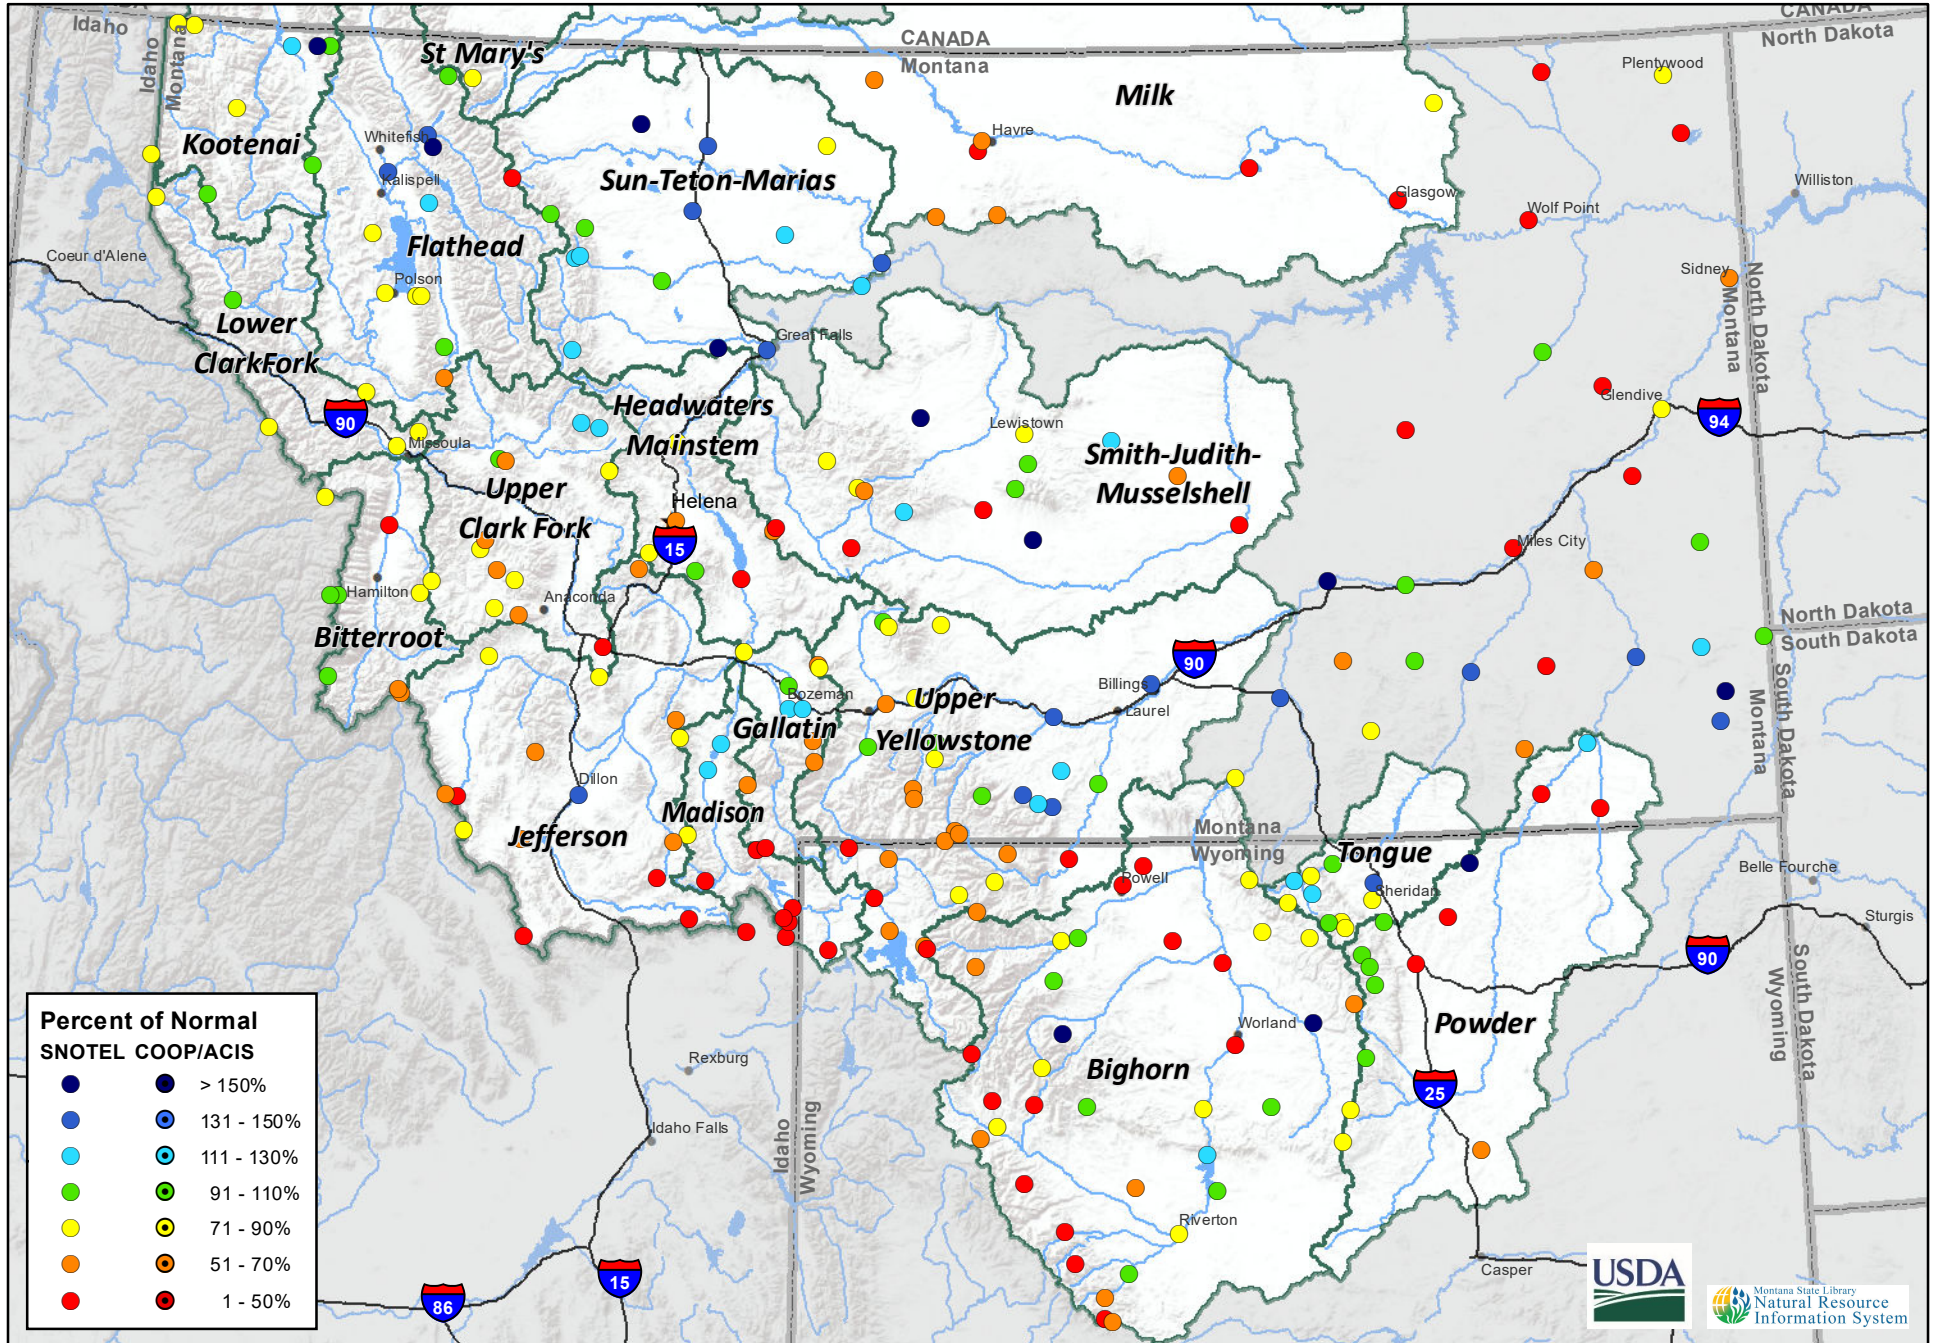 CANADA
Idaho
Idaho
Montana
CANADA
Montana
CANADA
North Dakota
St Mary's
Milk
Plentywood
Whitefish
Kootenai
Havre
Kalispell
Sun-Teton-Marias
Glasgow
Williston
Wolf Point
Coeur d'Alene
Flathead
Polson
Sidney
Montana
North Dakota
Lower
ClarkFork
Great Falls
Headwaters
Mainstem
90
Missoula
Lewistown
Smith-Judith-
Musselshell
Glendive
94
Upper
Clark Fork
Helena
15
Miles City
Hamilton
Anaconda
Bitterroot
North Dakota
South Dakota
90
Billings
Laurel
Bozeman
Gallatin
Upper
Yellowstone
Montana
South Dakota
Dillon
Madison
Jefferson
Montana
Wyoming
Tongue
Powell
Sheridan
Belle Fourche
Sturgis
90
Wyoming
South Dakota
Percent of Normal
SNOTEL COOP/ACIS
> 150%
131 - 150%
111 - 130%
91 - 110%
71 - 90%
51 - 70%
1 - 50%
Rexburg
Worland
Powder
Bighorn
25
Idaho Falls
Idaho
Wyoming
Riverton
Casper
86
15
USDA
Montana State Library
Natural Resource
Information System